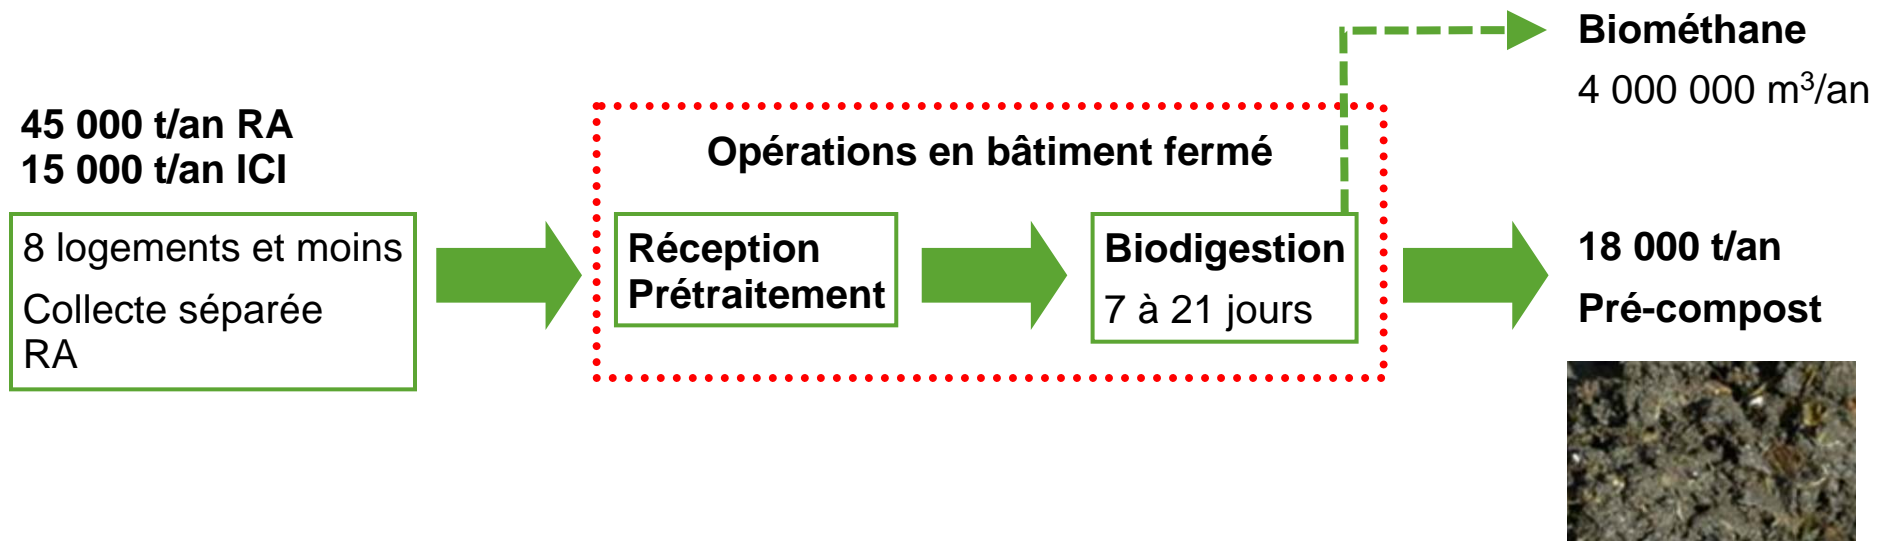 45 000 t/an RA
15 000 t/an ICI
8 logements et moins
Collecte séparée
RA
Opérations en bâtiment fermé
Réception
Prétraitement
Biodigestion
7 à 21 jours
Biométhane
4 000 000 m³/an
18 000 t/an
Pré-compost